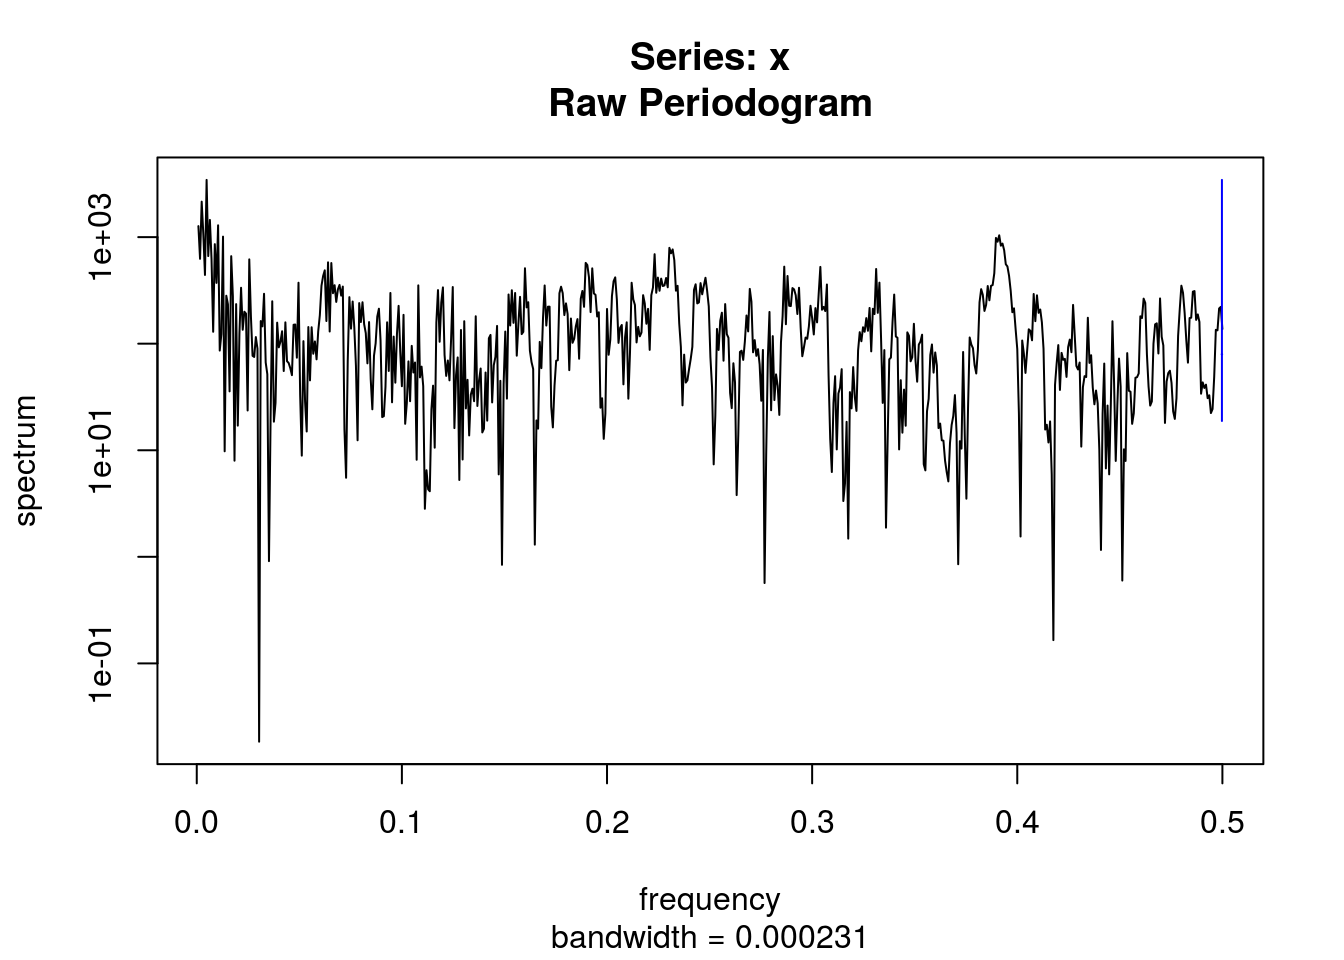 Series: x
Raw Periodogram
spectrum
1e+03
1e+01
1e-01
0.0 0.1 0.2 0.3 0.4 0.5
frequency
bandwidth = 0.000231